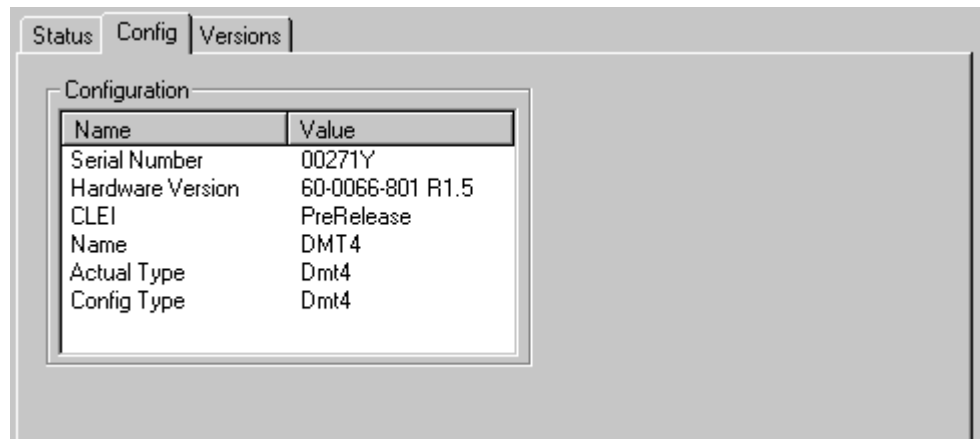 Status Config Versions
Configuration
Name Value
Serial Number 00271Y
Hardware Version 60-0066-801 R1.5
CLEI PreRelease
Name DMT4
Actual Type Dmt4
Config Type Dmt4